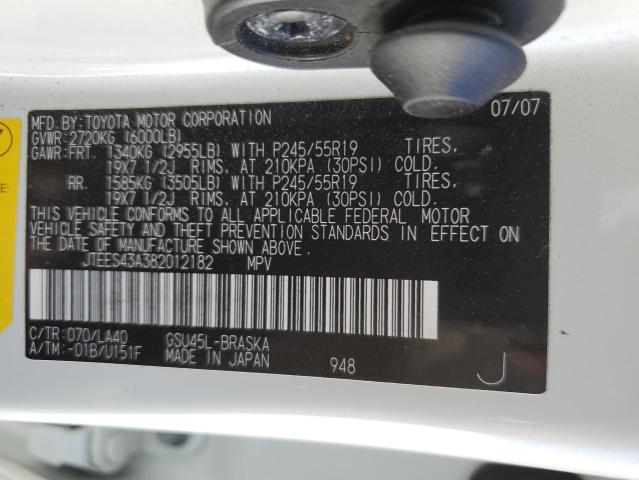 MFD.BY:TOYOTA MOTOR CORPORATION 07/07
GVWR:2720KG (6000LB)
GAWR:FRT. 1340KG (2955LB) WITH P245/55R19 TIRES,
19X7 1/2J RIMS, AT 210KPA (30PSI) COLD.
RR. 1585KG (3505LB) WITH P245/55R19 TIRES,
19X7 1/2J RIMS, AT 210KPA (30PSI) COLD.
THIS VEHICLE CONFORMS TO ALL APPLICABLE FEDERAL MOTOR
VEHICLE SAFETY AND THEFT PREVENTION STANDARDS IN EFFECT ON
THE DATE OF MANUFACTURE SHOWN ABOVE.
JTEES43A382012182 MPV
C/TR:070/LA40 GSU45L-BRASKA
A/TM:-01B/U151F MADE IN JAPAN 948 J